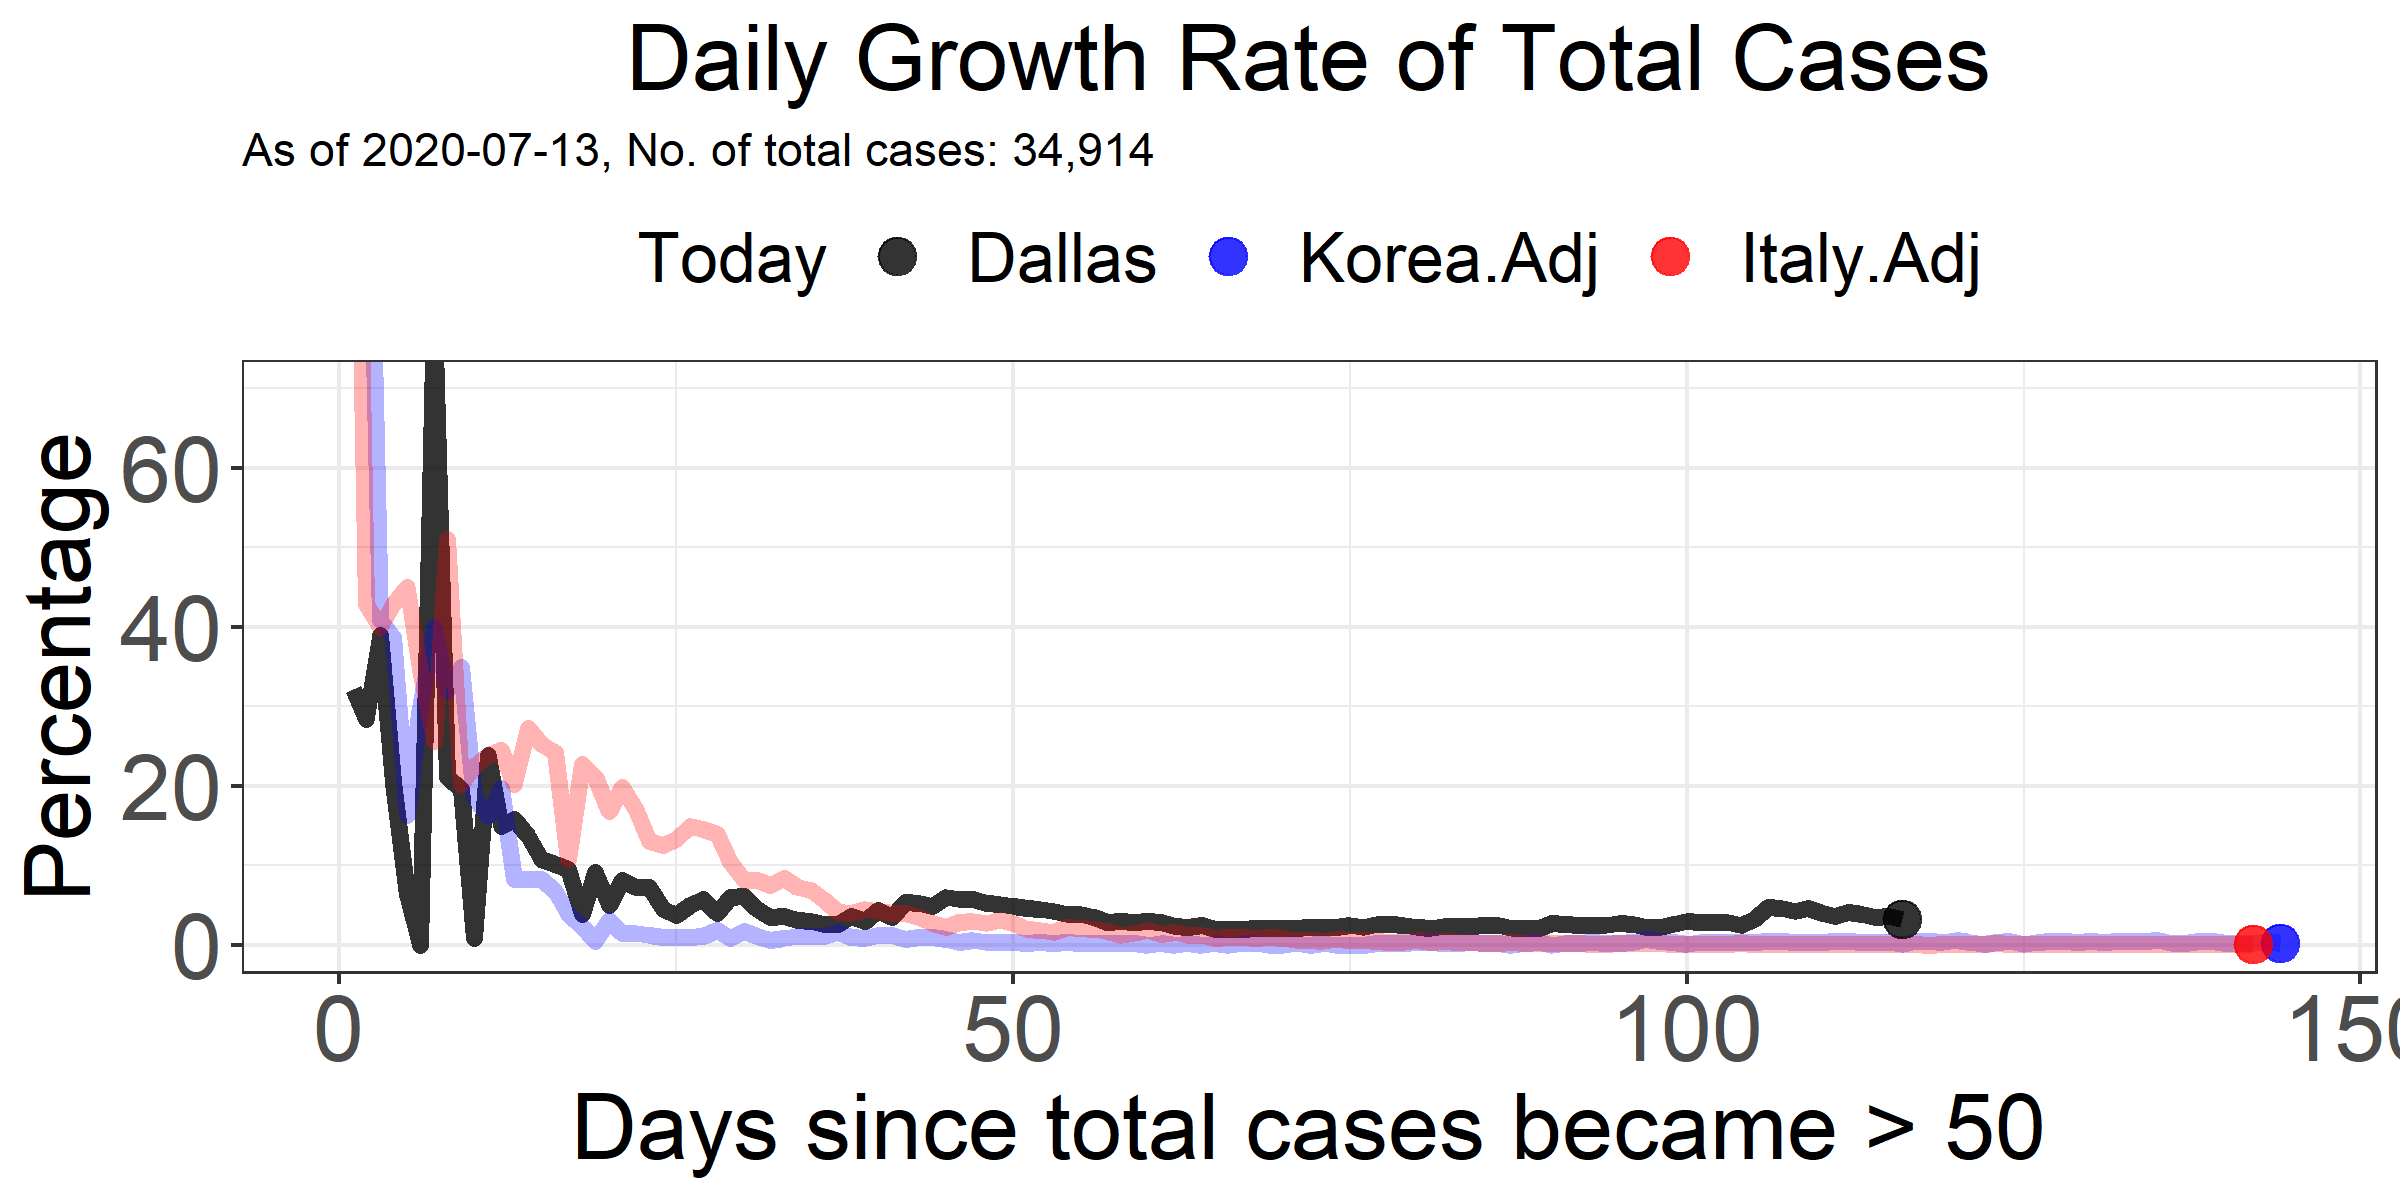 Daily Growth Rate of Total Cases
As of 2020-07-13, No. of total cases: 34,914
Today Dallas Korea.Adj Italy.Adj
Percentage
60
40
20
0
0 50 100 150
Days since total cases became > 50